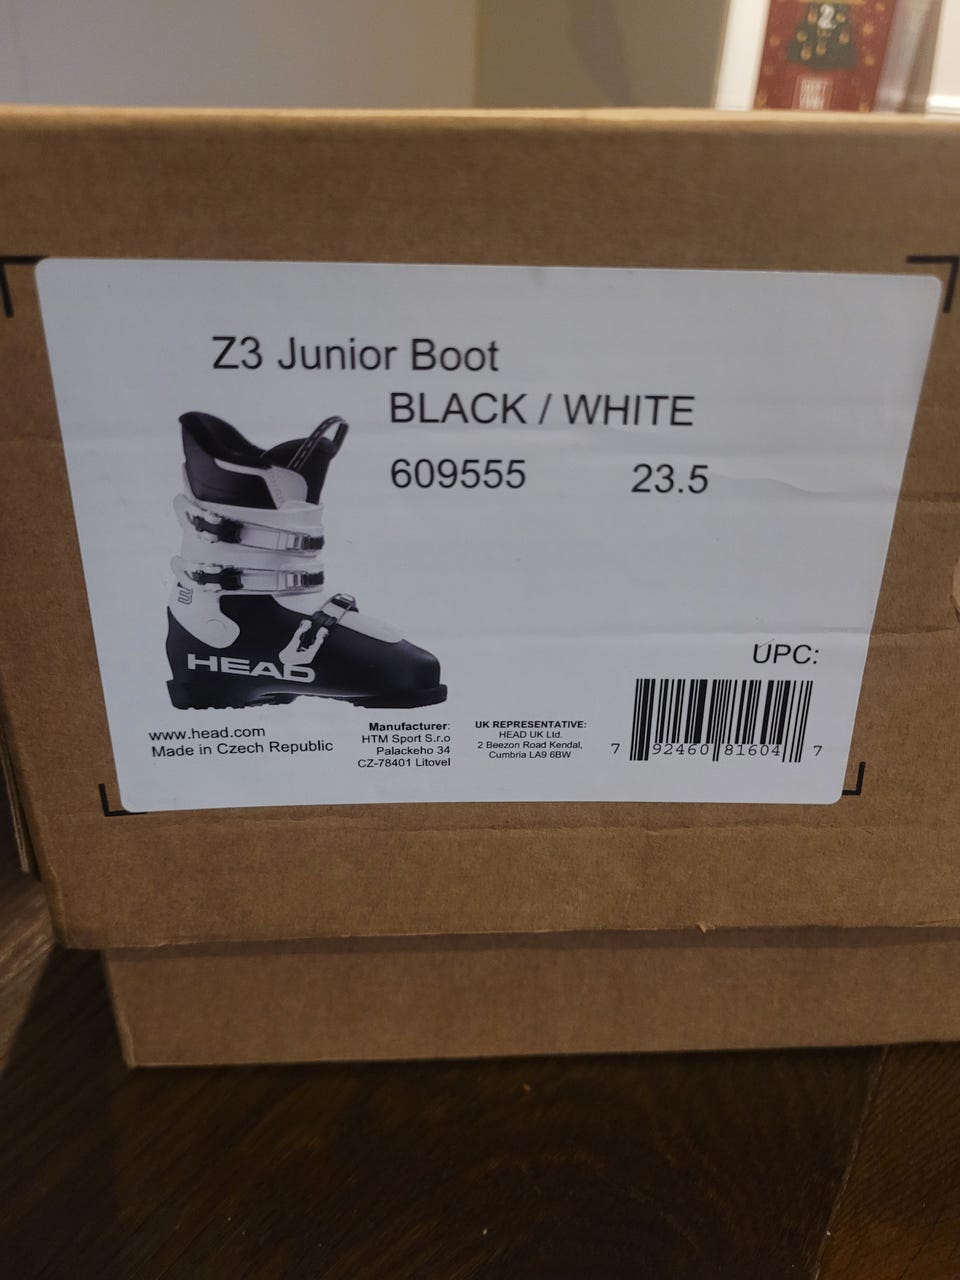 Z3 Junior Boot
BLACK / WHITE
609555 23.5
HEAD
UPC:
www.head.com
Made in Czech Republic
Manufacturer:
HTM Sport S.r.o
Palackeho 34
CZ-78401 Litovel
UK REPRESENTATIVE:
HEAD UK Ltd.
2 Beezon Road Kendal,
Cumbria LA9 6BW
7 92460 81604 7